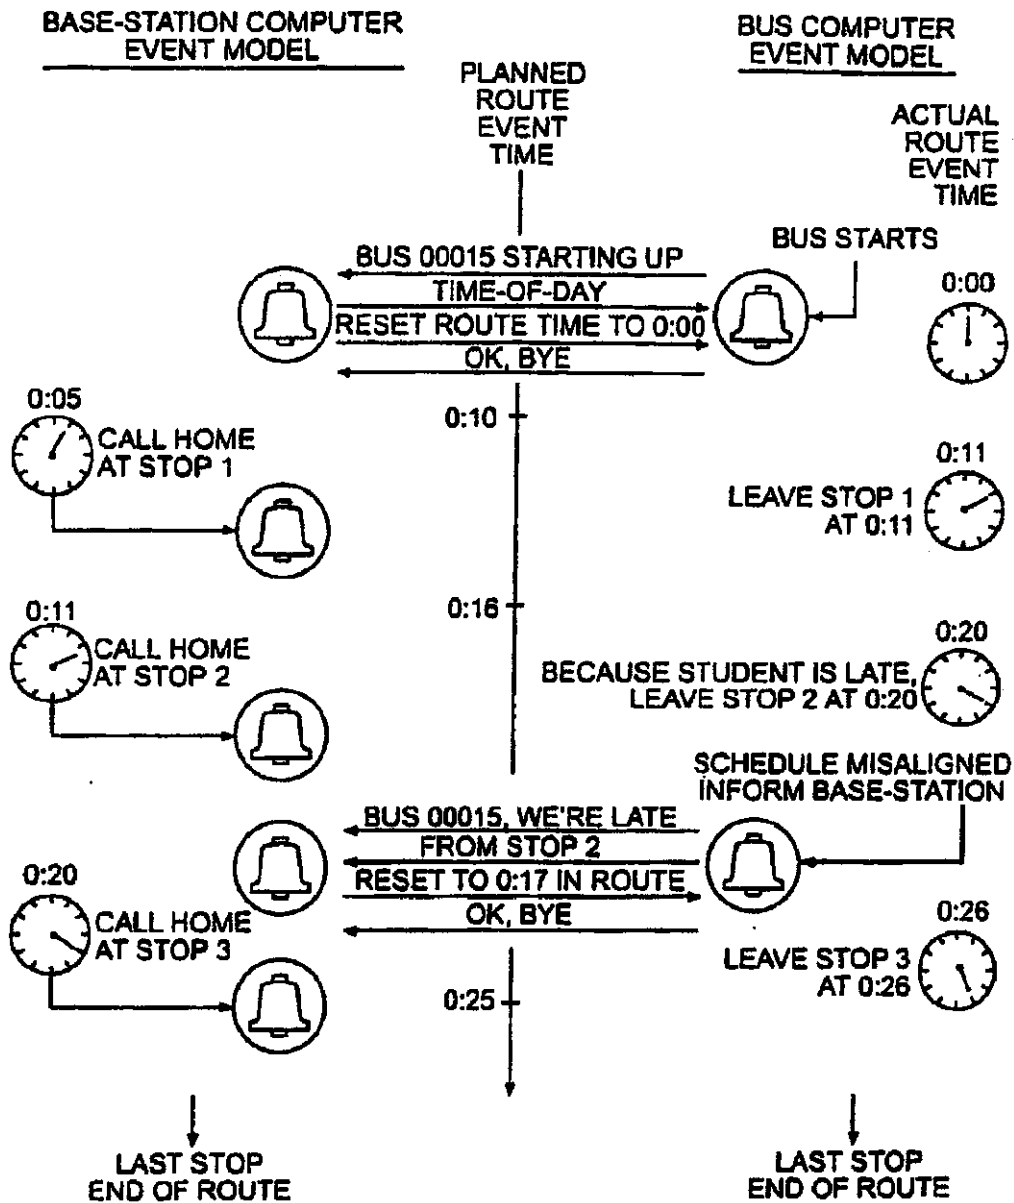 BASE-STATION COMPUTER
EVENT MODEL
BUS COMPUTER
EVENT MODEL
PLANNED
ROUTE
EVENT
TIME
ACTUAL
ROUTE
EVENT
TIME
BUS STARTS
BUS 00015 STARTING UP
TIME-OF-DAY
RESET ROUTE TIME TO 0:00
OK, BYE
0:00
0:05
CALL HOME
AT STOP 1
0:10
0:11
LEAVE STOP 1
AT 0:11
0:11
CALL HOME
AT STOP 2
0:16
0:20
BECAUSE STUDENT IS LATE,
LEAVE STOP 2 AT 0:20
SCHEDULE MISALIGNED
INFORM BASE-STATION
BUS 00015, WE'RE LATE
FROM STOP 2
RESET TO 0:17 IN ROUTE
OK, BYE
0:20
CALL HOME
AT STOP 3
0:26
LEAVE STOP 3
AT 0:26
0:25
LAST STOP
END OF ROUTE
LAST STOP
END OF ROUTE